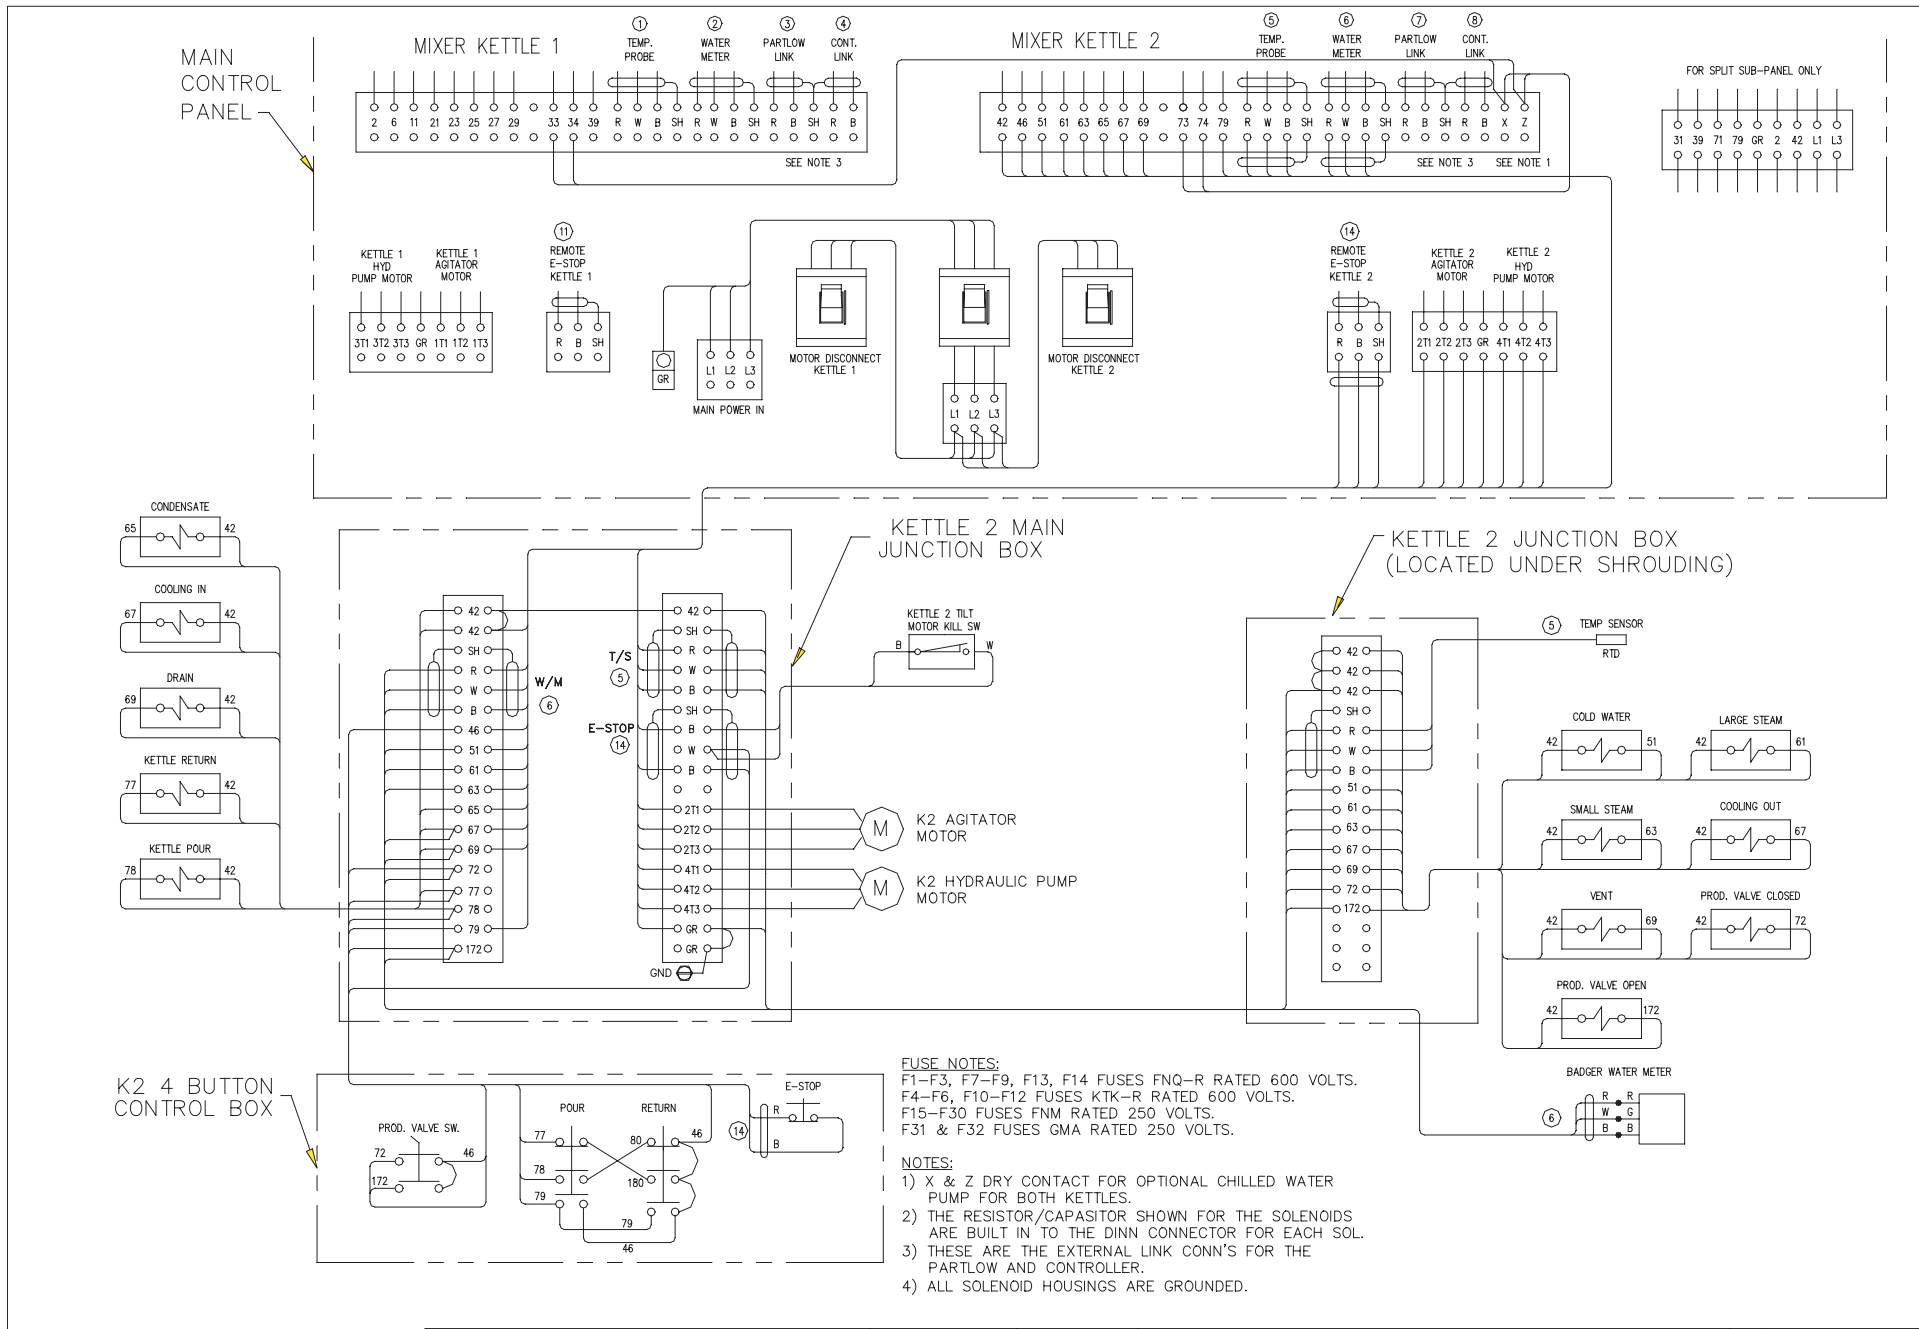 MAIN
CONTROL
PANEL
MIXER KETTLE 1
1
TEMP.
PROBE
2
WATER
METER
3
PARTLOW
LINK
4
CONT.
LINK
2 6 11 21 23 25 27 29 33 34 39 R W B SH R W B SH R B SH R B
SEE NOTE 3
MIXER KETTLE 2
5
TEMP.
PROBE
6
WATER
METER
7
PARTLOW
LINK
8
CONT.
LINK
42 46 51 61 63 65 67 69 73 74 79 R W B SH R W B SH R B SH R B X Z
SEE NOTE 3
SEE NOTE 1
FOR SPLIT SUB-PANEL ONLY
31 39 71 79 GR 2 42 L1 L3
KETTLE 1
HYD
PUMP MOTOR
KETTLE 1
AGITATOR
MOTOR
3T1 3T2 3T3 GR 1T1 1T2 1T3
11
REMOTE
E-STOP
KETTLE 1
R B SH
GR
L1 L2 L3
MAIN POWER IN
MOTOR DISCONNECT
KETTLE 1
L1 L2 L3
MOTOR DISCONNECT
KETTLE 2
14
REMOTE
E-STOP
KETTLE 2
R B SH
KETTLE 2
AGITATOR
MOTOR
KETTLE 2
HYD
PUMP MOTOR
2T1 2T2 2T3 GR 4T1 4T2 4T3
CONDENSATE
65 42
COOLING IN
67 42
DRAIN
69 42
KETTLE RETURN
77 42
KETTLE POUR
78 42
KETTLE 2 MAIN
JUNCTION BOX
42
42
SH
R
W
B
46
51
61
63
65
67
69
72
77
78
79
172
W/M
6
T/S
5
E-STOP
14
42
SH
R
W
B
SH
B
W
B
2T1
2T2
2T3
4T1
4T2
4T3
GR
GR
GND
KETTLE 2 TILT
MOTOR KILL SW
B W
M
K2 AGITATOR
MOTOR
M
K2 HYDRAULIC PUMP
MOTOR
KETTLE 2 JUNCTION BOX
(LOCATED UNDER SHROUDING)
42
42
42
SH
R
W
B
51
61
63
67
69
72
172
5
TEMP SENSOR
RTD
COLD WATER
42 51
LARGE STEAM
42 61
SMALL STEAM
42 63
COOLING OUT
42 67
VENT
42 69
PROD. VALVE CLOSED
42 72
PROD. VALVE OPEN
42 172
BADGER WATER METER
6
R R
W G
B B
K2 4 BUTTON
CONTROL BOX
PROD. VALVE SW.
72 46
172
POUR
RETURN
77 80 46
78 180
79
79
46
E-STOP
14
R
B
FUSE NOTES:
F1-F3, F7-F9, F13, F14 FUSES FNQ-R RATED 600 VOLTS.
F4-F6, F10-F12 FUSES KTK-R RATED 600 VOLTS.
F15-F30 FUSES FNM RATED 250 VOLTS.
F31 & F32 FUSES GMA RATED 250 VOLTS.
NOTES:
1) X & Z DRY CONTACT FOR OPTIONAL CHILLED WATER
PUMP FOR BOTH KETTLES.
2) THE RESISTOR/CAPASITOR SHOWN FOR THE SOLENOIDS
ARE BUILT IN TO THE DINN CONNECTOR FOR EACH SOL.
3) THESE ARE THE EXTERNAL LINK CONN'S FOR THE
PARTLOW AND CONTROLLER.
4) ALL SOLENOID HOUSINGS ARE GROUNDED.